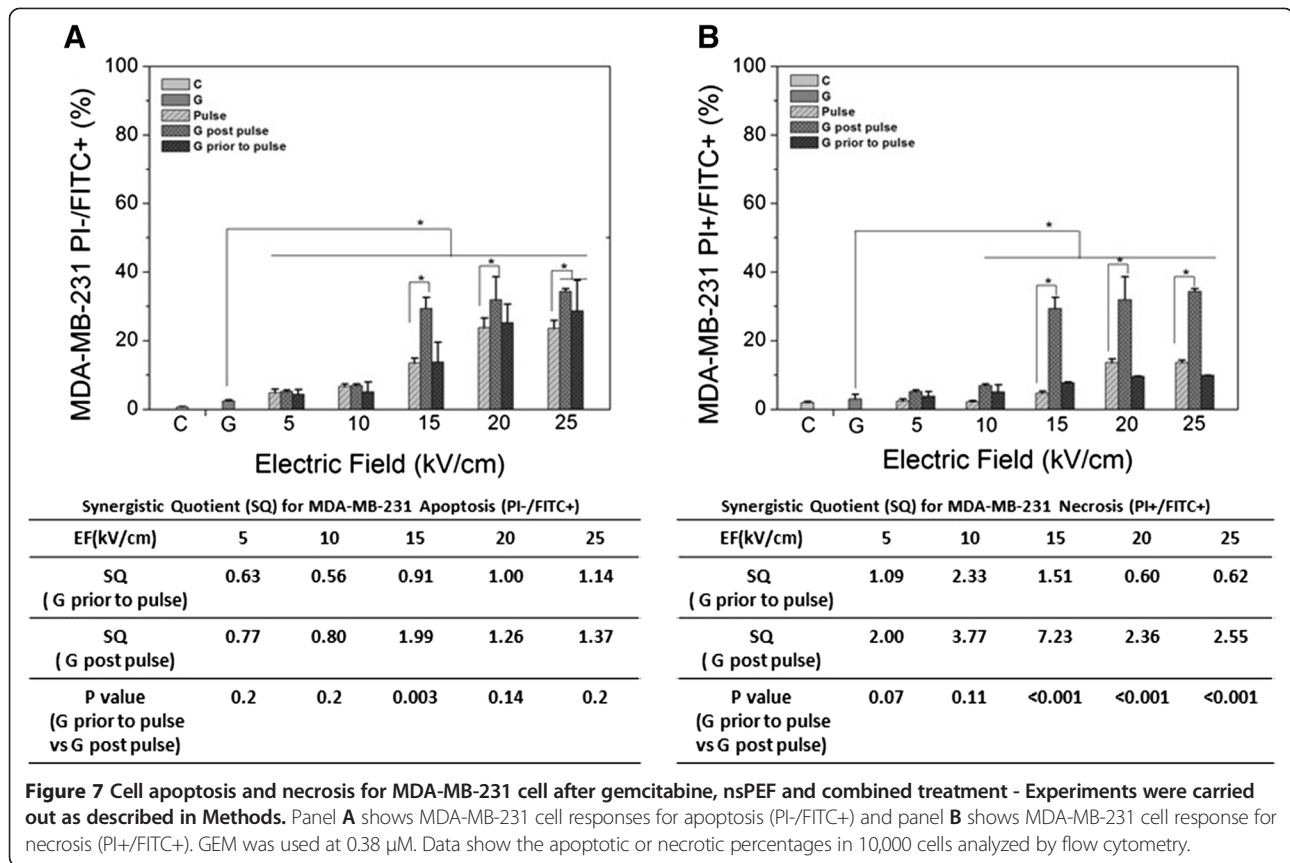 A
MDA-MB-231 PI-/FITC+ (%)
100
80
60
40
20
0
C
G
Pulse
G post pulse
G prior to pulse
*
* * *
C G 5 10 15 20 25
Electric Field (kV/cm)
B
MDA-MB-231 PI+/FITC+ (%)
100
80
60
40
20
0
C
G
Pulse
G post pulse
G prior to pulse
*
* * *
C G 5 10 15 20 25
Electric Field (kV/cm)
Synergistic Quotient (SQ) for MDA-MB-231 Apoptosis (PI-/FITC+)
EF(kV/cm) 5 10 15 20 25
SQ 0.63 0.56 0.91 1.00 1.14
( G prior to pulse)
SQ 0.77 0.80 1.99 1.26 1.37
( G post pulse)
P value 0.2 0.2 0.003 0.14 0.2
(G prior to pulse
vs G post pulse)
Synergistic Quotient (SQ) for MDA-MB-231 Necrosis (PI+/FITC+)
EF(kV/cm) 5 10 15 20 25
SQ 1.09 2.33 1.51 0.60 0.62
( G prior to pulse)
SQ 2.00 3.77 7.23 2.36 2.55
( G post pulse)
P value 0.07 0.11 <0.001 <0.001 <0.001
(G prior to pulse
vs G post pulse)
Figure 7 Cell apoptosis and necrosis for MDA-MB-231 cell after gemcitabine, nsPEF and combined treatment - Experiments were carried
out as described in Methods. Panel A shows MDA-MB-231 cell responses for apoptosis (PI-/FITC+) and panel B shows MDA-MB-231 cell response for
necrosis (PI+/FITC+). GEM was used at 0.38 μM. Data show the apoptotic or necrotic percentages in 10,000 cells analyzed by flow cytometry.